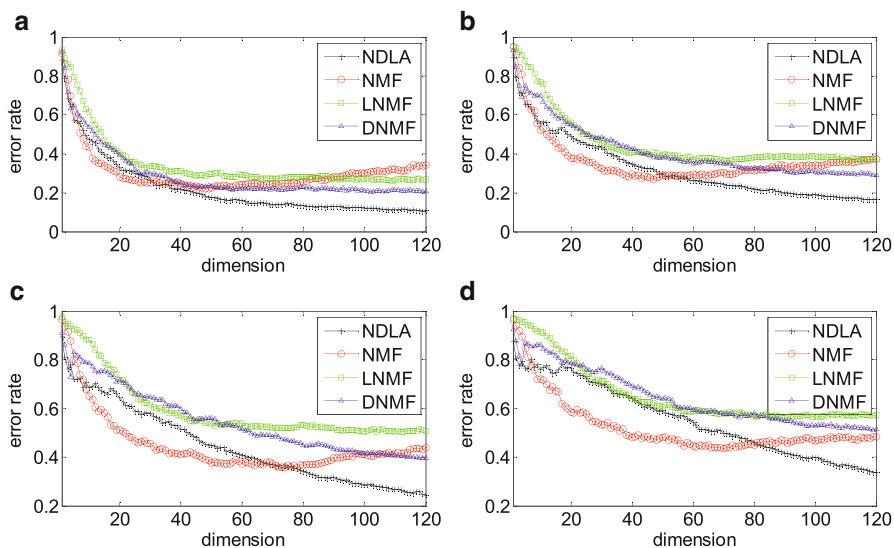 a
1
0.8
0.6
0.4
0.2
0
error rate
20 40 60 80 100 120
dimension
NDLA
NMF
LNMF
DNMF
b
1
0.8
0.6
0.4
0.2
0
error rate
20 40 60 80 100 120
dimension
NDLA
NMF
LNMF
DNMF
c
1
0.8
0.6
0.4
0.2
error rate
20 40 60 80 100 120
dimension
NDLA
NMF
LNMF
DNMF
d
1
0.8
0.6
0.4
0.2
error rate
20 40 60 80 100 120
dimension
NDLA
NMF
LNMF
DNMF